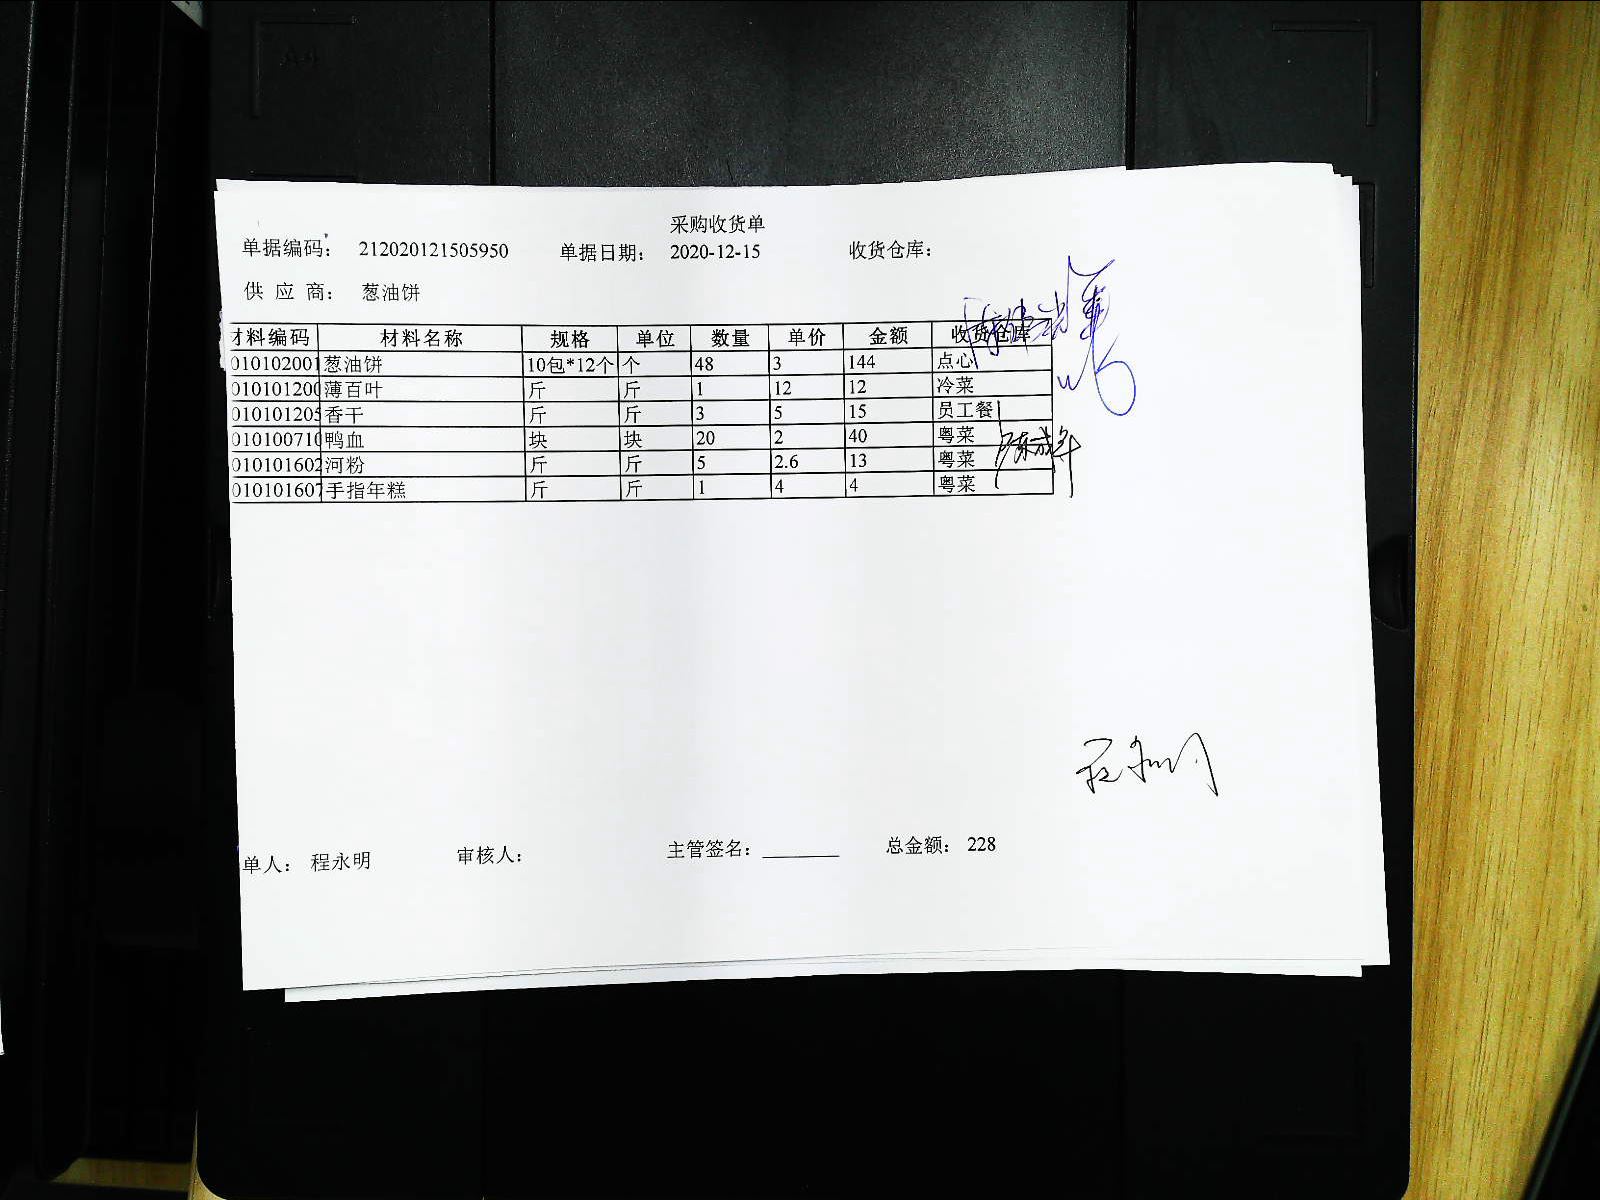 采购收货单
单据编码： 212020121505950 单据日期： 2020-12-15 收货仓库：
供 应 商： 葱油饼
材料编码 材料名称 规格 单位 数量 单价 金额 收货仓库
010102001 葱油饼 10包*12个 个 48 3 144 点心
010101200 薄百叶 斤 斤 1 12 12 冷菜
010101205 香干 斤 斤 3 5 15 员工餐
010100710 鸭血 块 块 20 2 40 粤菜
010101602 河粉 斤 斤 5 2.6 13 粤菜
010101607 手指年糕 斤 斤 1 4 4 粤菜
单人： 程永明 审核人： 主管签名：________ 总金额： 228